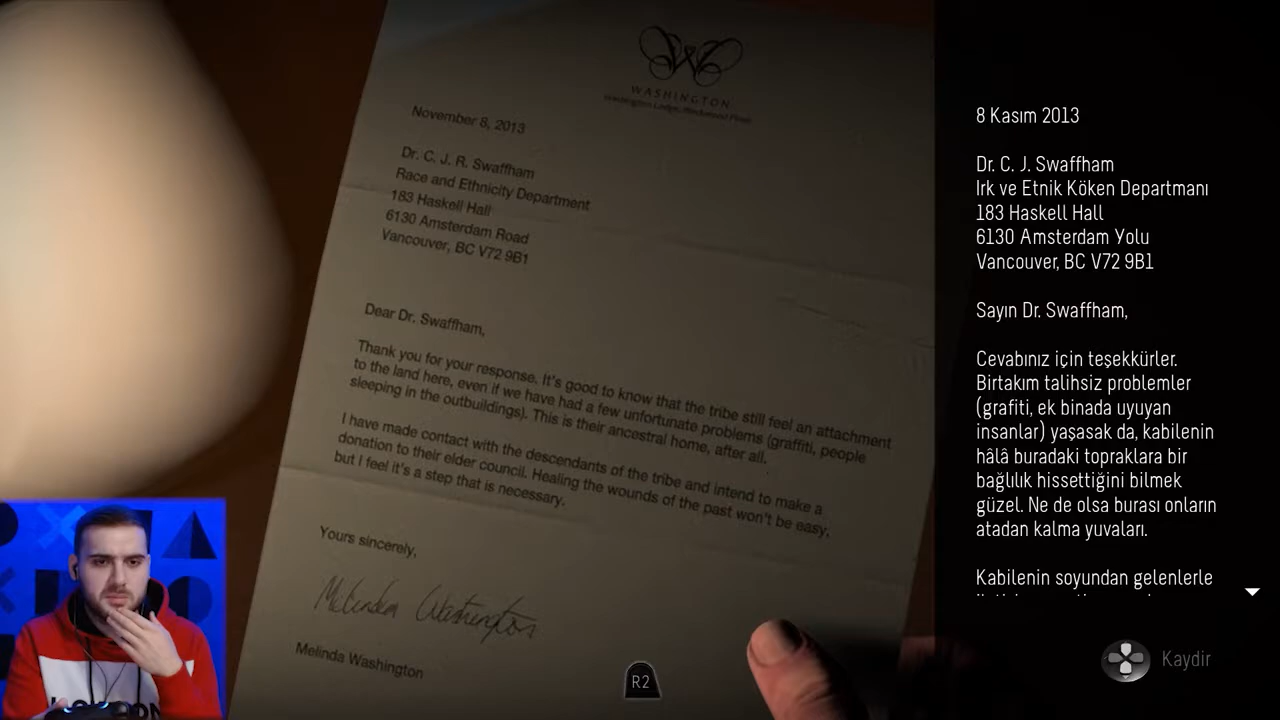 WASHINGTON
Washington Lodge, Blackwood Pines
November 8, 2013
Dr. C. J. R. Swaffham
Race and Ethnicity Department
183 Haskell Hall
6130 Amsterdam Road
Vancouver, BC V72 9B1
Dear Dr. Swaffham,
Thank you for your response. It's good to know that the tribe still feel an attachment
to the land here, even if we have had a few unfortunate problems (graffiti, people
sleeping in the outbuildings). This is their ancestral home, after all.
I have made contact with the descendants of the tribe and intend to make a
donation to their elder council. Healing the wounds of the past won't be easy,
but I feel it's a step that is necessary.
Yours sincerely,
Melinda Washington
Melinda Washington
R2
8 Kasım 2013
Dr. C. J. Swaffham
Irk ve Etnik Köken Departmanı
183 Haskell Hall
6130 Amsterdam Yolu
Vancouver, BC V72 9B1
Sayın Dr. Swaffham,
Cevabınız için teşekkürler.
Birtakım talihsiz problemler
(grafiti, ek binada uyuyan
insanlar) yaşasak da, kabilenin
hâlâ buradaki topraklara bir
bağlılık hissettiğini bilmek
güzel. Ne de olsa burası onların
atadan kalma yuvaları.
Kabilenin soyundan gelenlerle
Kaydir